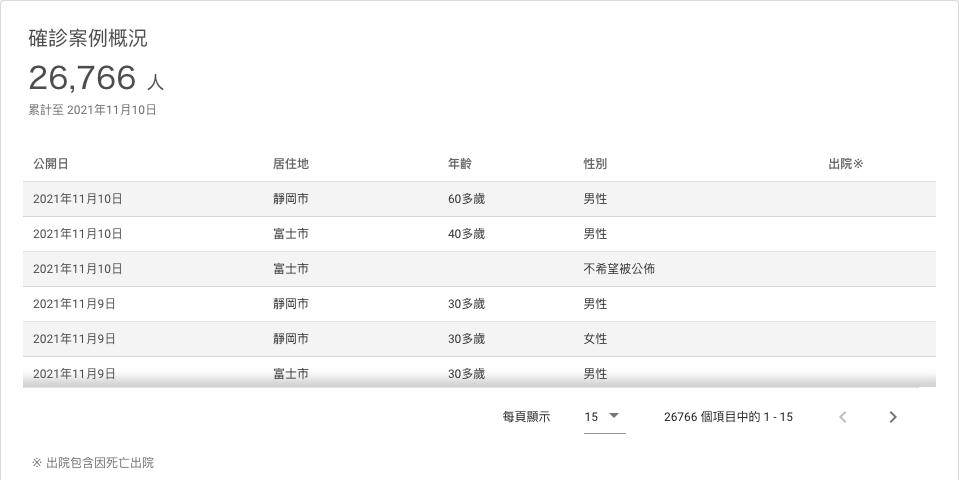 確診案例概況
26,766 人
累計至 2021年11月10日
公開日 居住地 年齡 性別 出院※
2021年11月10日 靜岡市 60多歲 男性
2021年11月10日 富士市 40多歲 男性
2021年11月10日 富士市 不希望被公佈
2021年11月9日 靜岡市 30多歲 男性
2021年11月9日 靜岡市 30多歲 女性
2021年11月9日 富士市 30多歲 男性
每頁顯示 15 26766 個項目中的 1 - 15
※ 出院包含因死亡出院